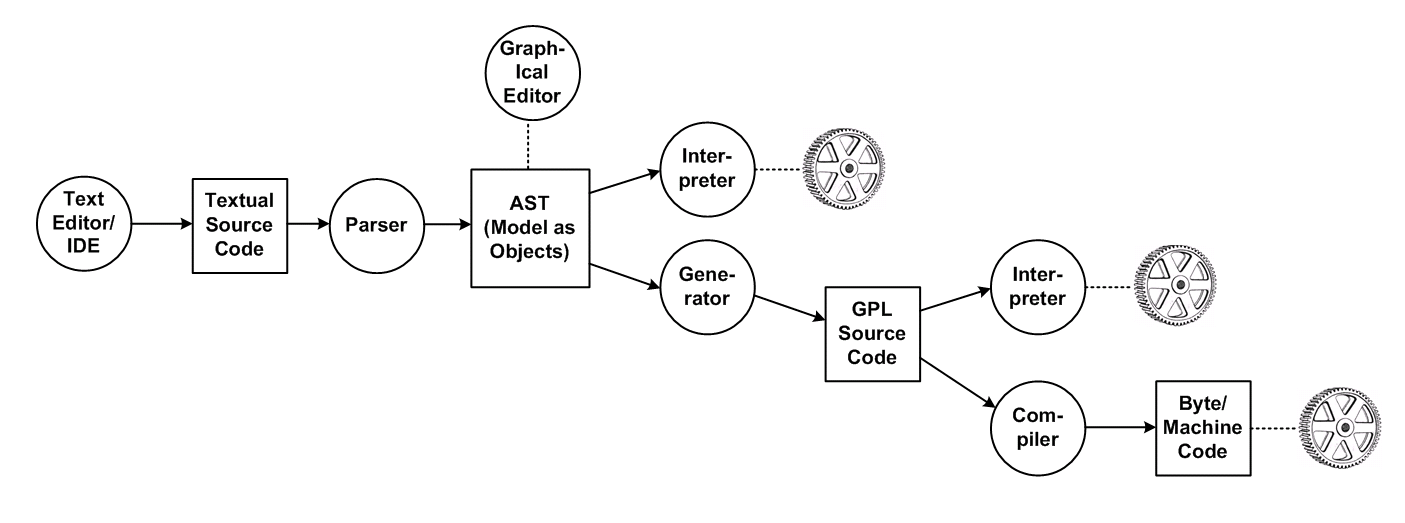 Graph-
ical
Editor
Text
Editor/
IDE
Textual
Source
Code
Parser
AST
(Model as
Objects)
Inter-
preter
Gene-
rator
GPL
Source
Code
Inter-
preter
Com-
piler
Byte/
Machine
Code